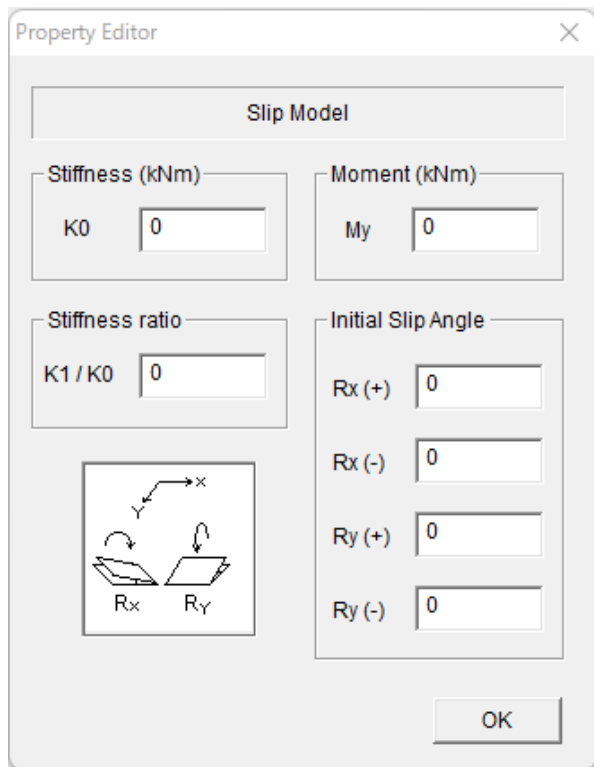 Property Editor
Slip Model
Stiffness (kNm)
K0 0
Moment (kNm)
My 0
Stiffness ratio
K1 / K0 0
Initial Slip Angle
Rx (+) 0
Rx (-) 0
Ry (+) 0
Ry (-) 0
X
Y
Rx RY
OK